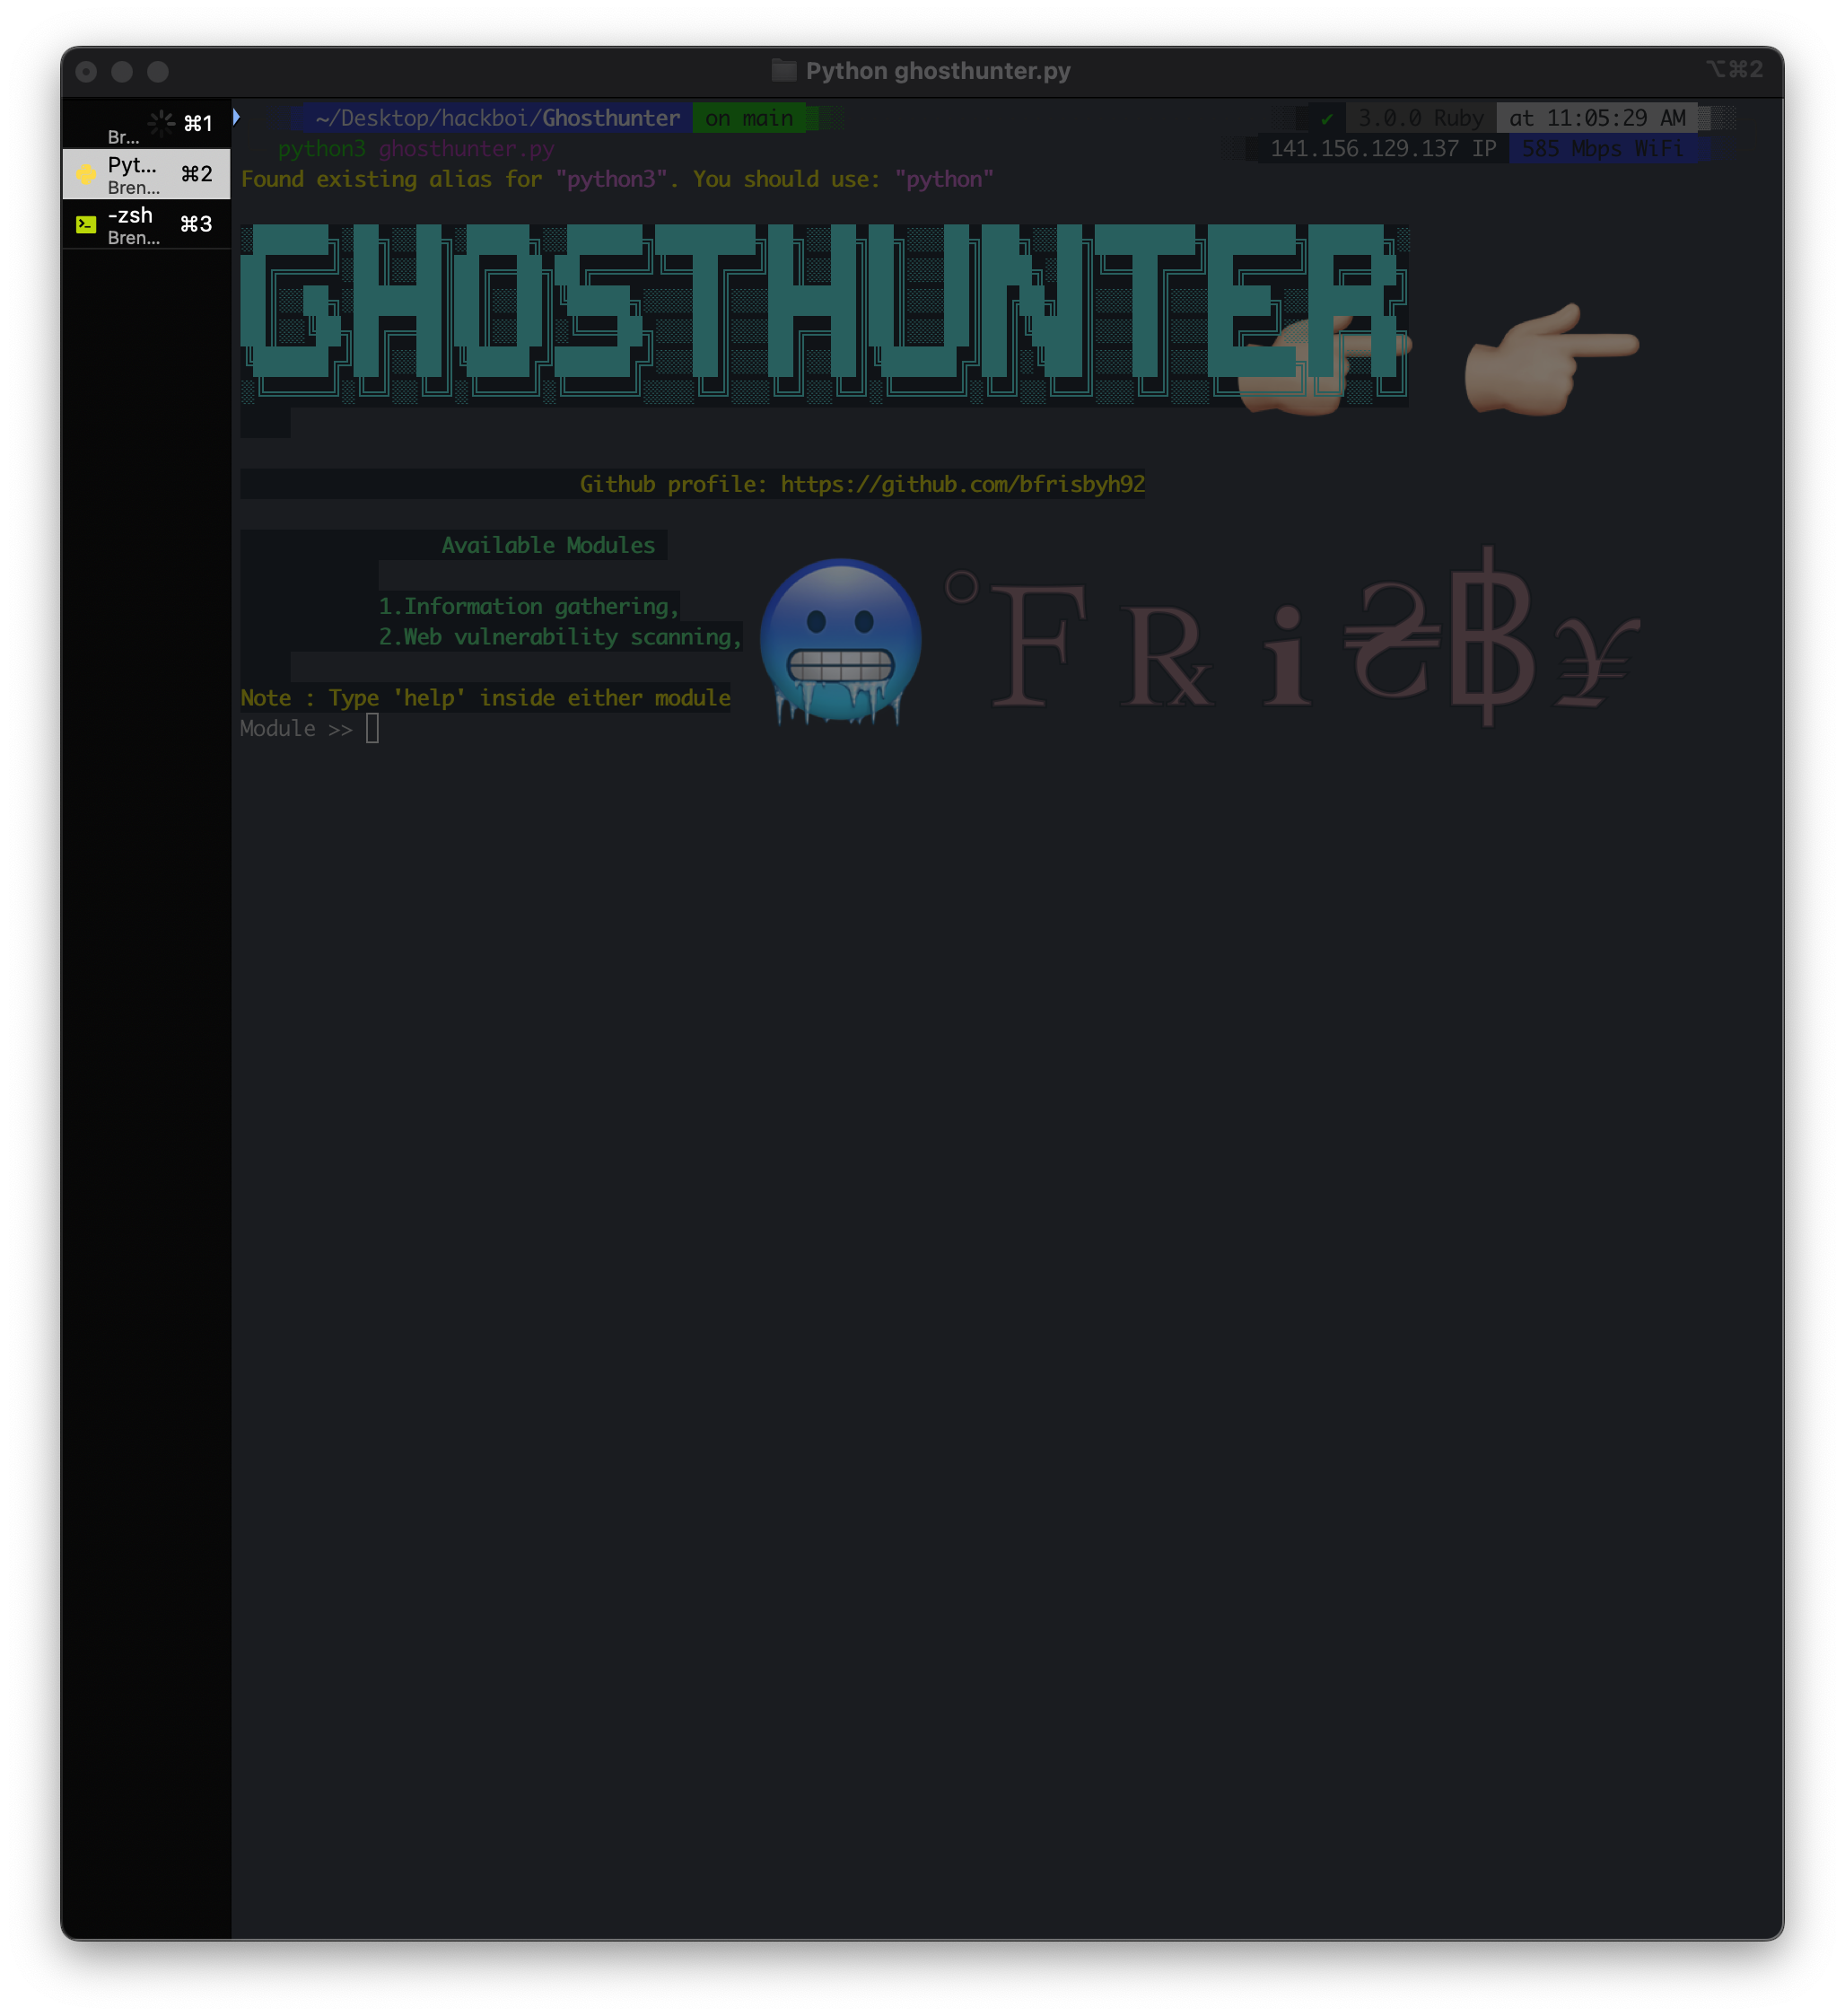 Python ghosthunter.py
⌥⌘2
⌘1
Br...
Pyt...
⌘2
Bren...
-zsh
⌘3
Bren...
~/Desktop/hackboi/Ghosthunter on main
✔ 3.0.0 Ruby at 11:05:29 AM
python3 ghosthunter.py
141.156.129.137 IP 585 Mbps WiFi
Found existing alias for "python3". You should use: "python"
GHOSTHUNTER
Github profile: https://github.com/bfrisbyh92
Available Modules
1.Information gathering,
2.Web vulnerability scanning,
°F℞i₴฿¥
Note : Type 'help' inside either module
Module >>